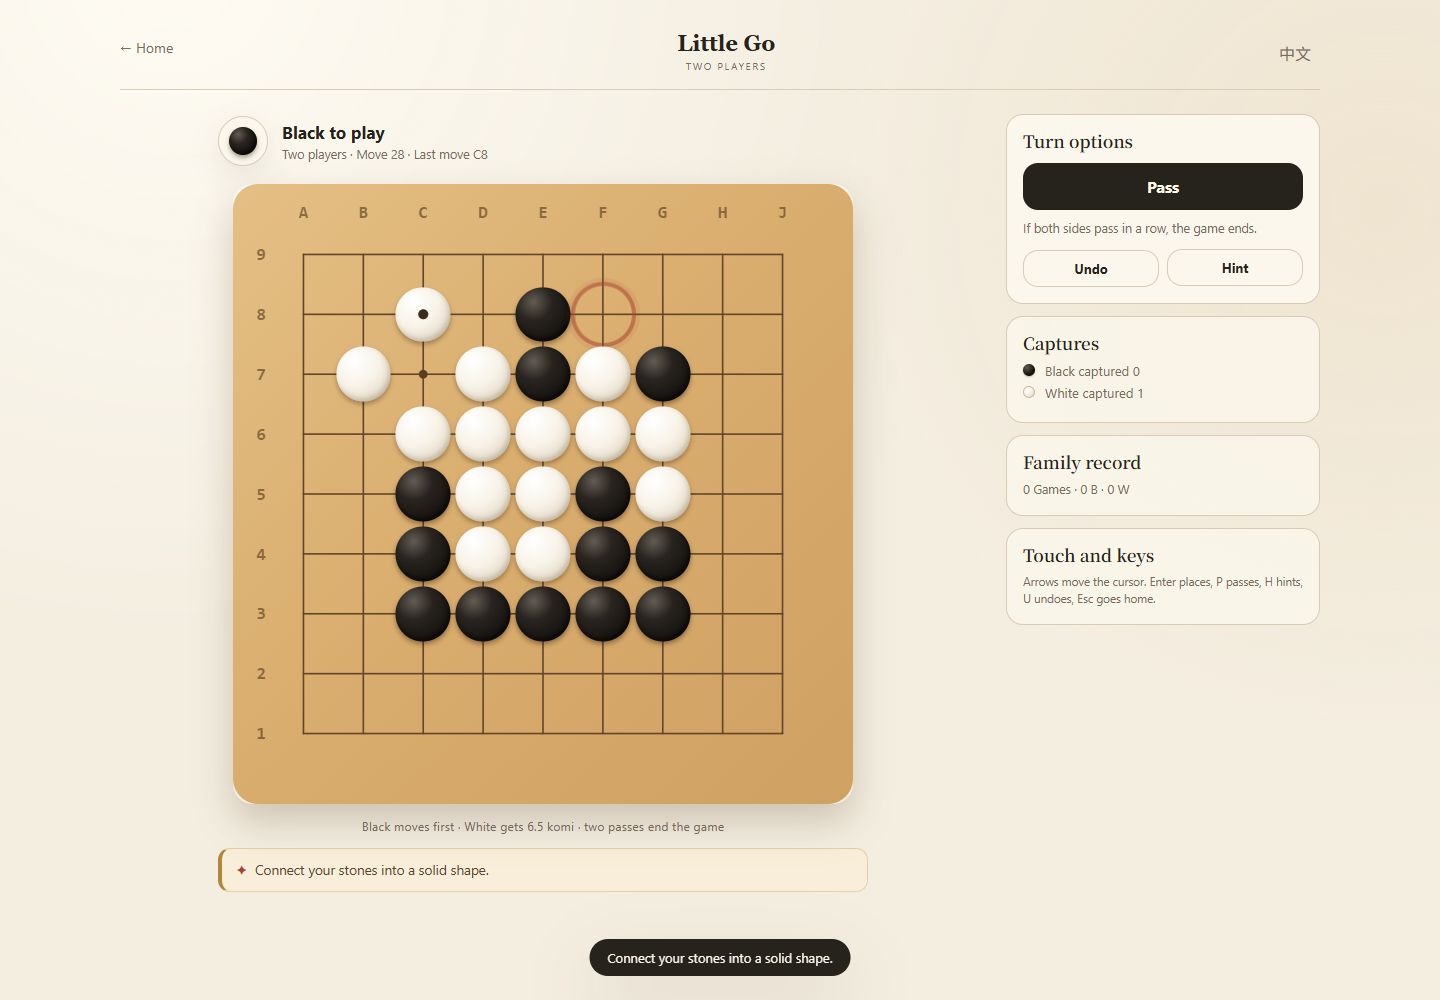 ← Home
Little Go
TWO PLAYERS
中文
Black to play
Two players · Move 28 · Last move C8
A B C D E F G H J
9
8
7
6
5
4
3
2
1
Black moves first · White gets 6.5 komi · two passes end the game
✦ Connect your stones into a solid shape.
Turn options
Pass
If both sides pass in a row, the game ends.
Undo Hint
Captures
Black captured 0
White captured 1
Family record
0 Games · 0 B · 0 W
Touch and keys
Arrows move the cursor. Enter places, P passes, H hints,
U undoes, Esc goes home.
Connect your stones into a solid shape.